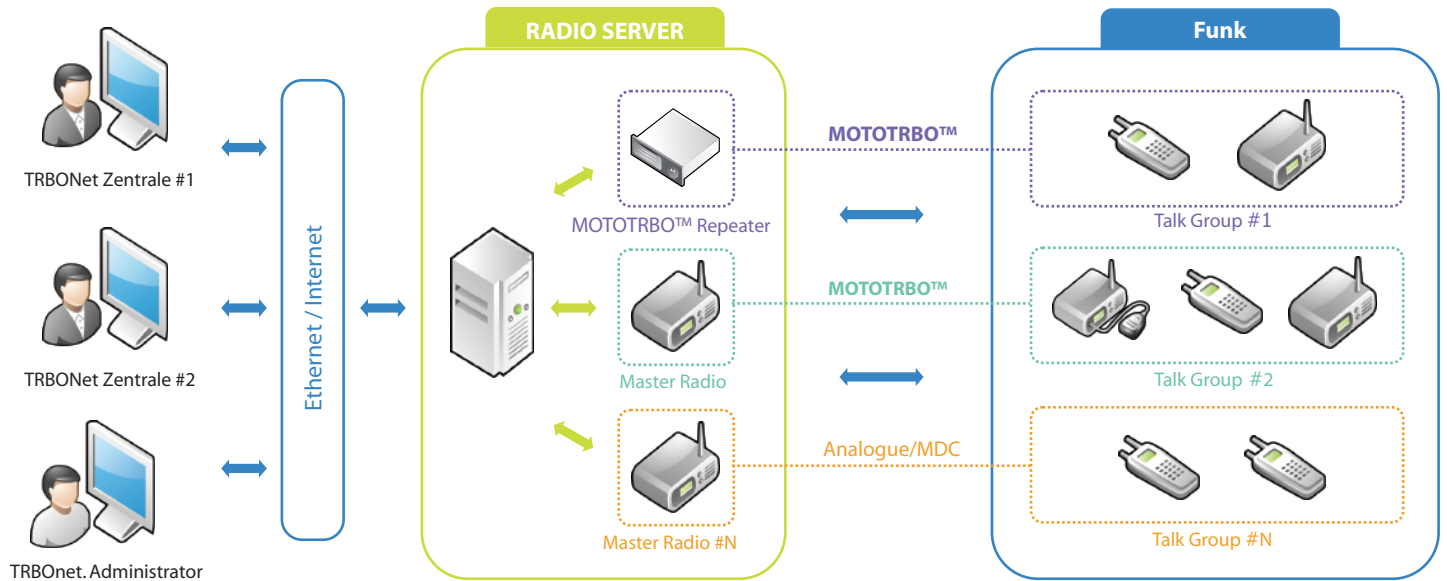 RADIO SERVER
Funk
TRBONet Zentrale #1
TRBONet Zentrale #2
TRBOnet. Administrator
Ethernet / Internet
MOTOTRBO™ Repeater
Master Radio
Master Radio #N
MOTOTRBO™
MOTOTRBO™
Analogue/MDC
Talk Group #1
Talk Group #2
Talk Group #N